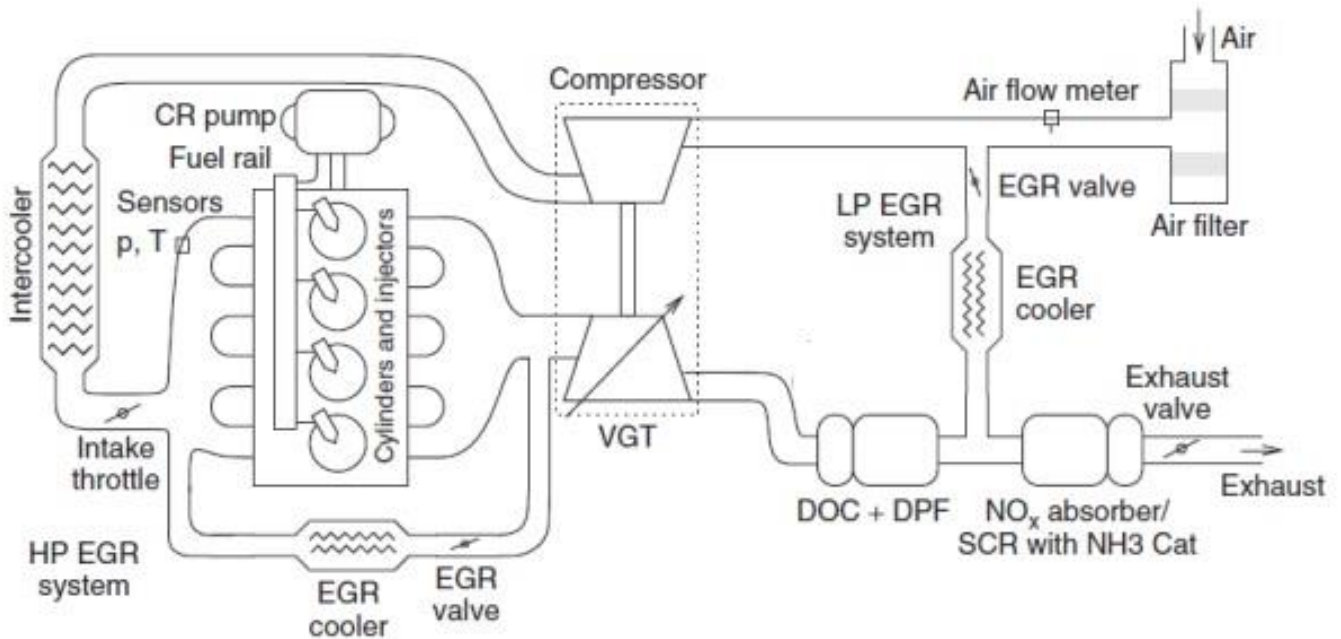 Air
Compressor
Air flow meter
CR pump
Fuel rail
EGR valve
Sensors
p, T
LP EGR
system
Air filter
Intercooler
Cylinders and injectors
EGR
cooler
Exhaust
valve
Intake
throttle
VGT
Exhaust
DOC + DPF
NOx absorber/
SCR with NH3 Cat
HP EGR
system
EGR
cooler
EGR
valve